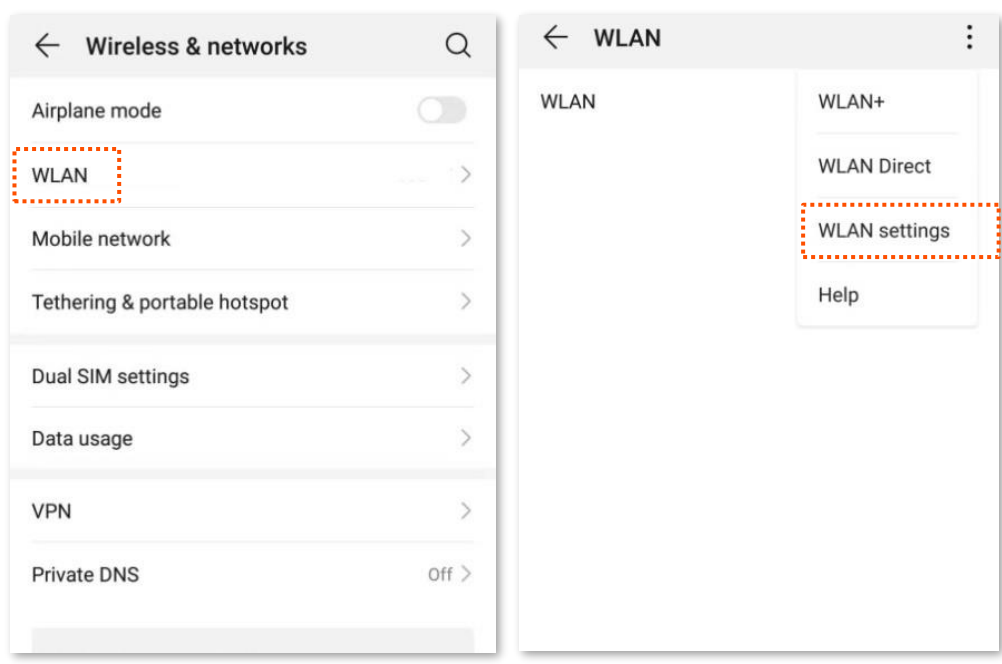 Wireless & networks
Airplane mode
WLAN
Mobile network
Tethering & portable hotspot
Dual SIM settings
Data usage
VPN
Private DNS
Off
WLAN
WLAN
WLAN+
WLAN Direct
WLAN settings
Help